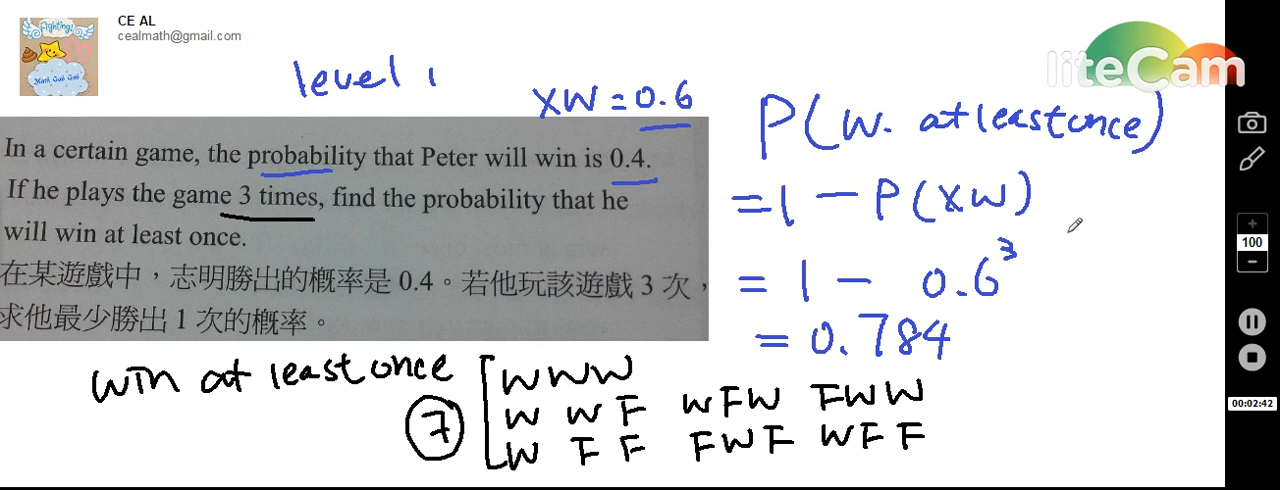 CE AL
cealmath@gmail.com
Fighting!
liteCam
level 1
XW = 0.6
In a certain game, the probability that Peter will win is 0.4.
If he plays the game 3 times, find the probability that he
will win at least once.
在某遊戲中，志明勝出的概率是 0.4。若他玩該遊戲 3 次，
求他最少勝出 1 次的概率。
P(W. at least once)
= 1 - P(XW)
= 1 - 0.6³
= 0.784
win at least once
7
WWW
W W F WFW FWW
W F F FWF WFF
100
00:02:42